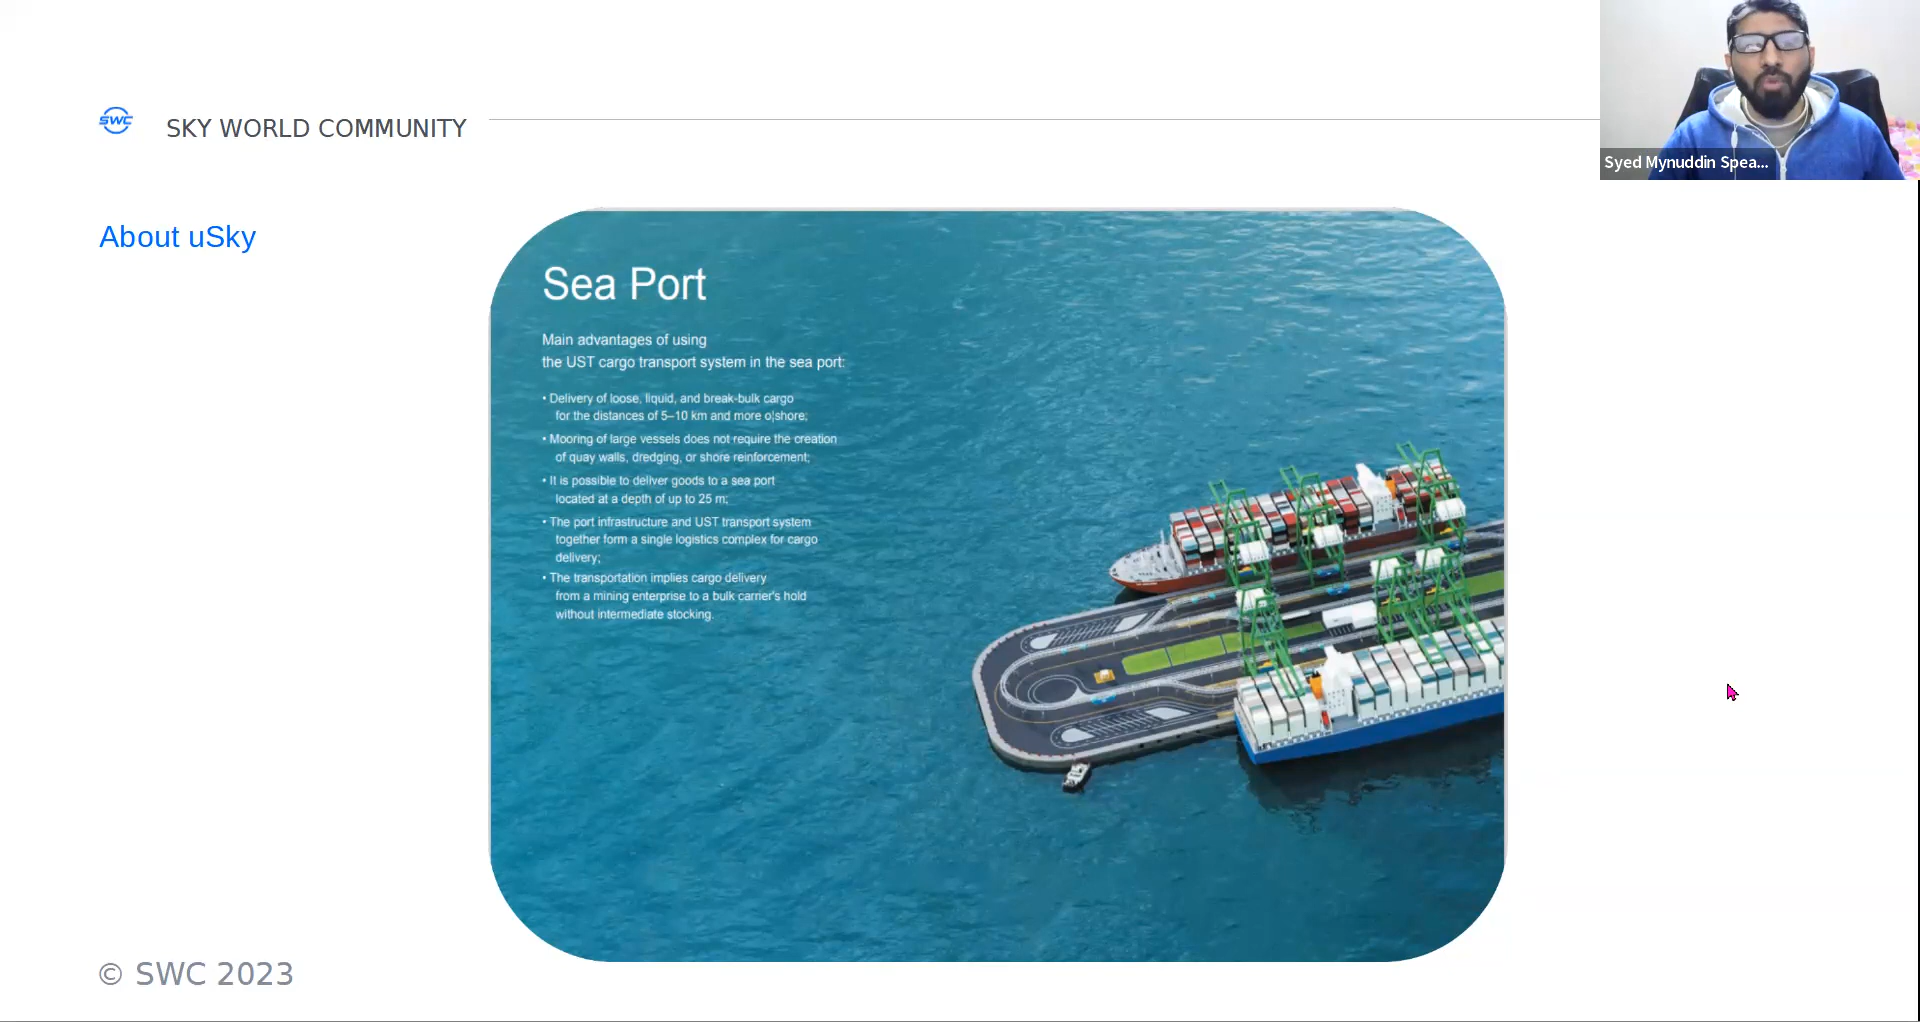 SWC
SKY WORLD COMMUNITY
Syed Mynuddin Spea...
About uSky
Sea Port
Main advantages of using
the UST cargo transport system in the sea port:
• Delivery of loose, liquid, and break-bulk cargo
for the distances of 5–10 km and more o¦shore;
• Mooring of large vessels does not require the creation
of quay walls, dredging, or shore reinforcement;
• It is possible to deliver goods to a sea port
located at a depth of up to 25 m;
• The port infrastructure and UST transport system
together form a single logistics complex for cargo
delivery;
• The transportation implies cargo delivery
from a mining enterprise to a bulk carrier's hold
without intermediate stocking.
© SWC 2023